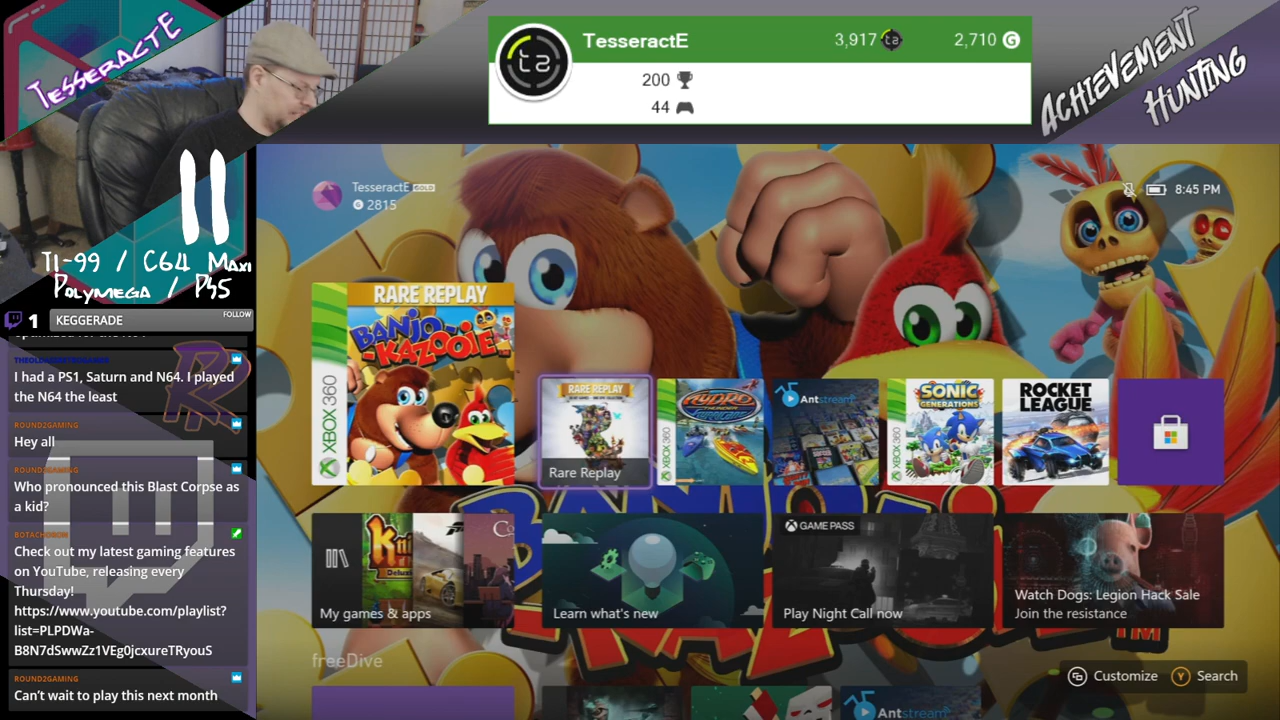 TESSERACTE
TesseractE
3,917
2,710 G
200
44
ACHIEVEMENT
HUNTING
TI-99 / C64 MAXI
POLYMEGA / P45
1 KEGGERADE FOLLOW
I had a PS1, Saturn and N64. I played
the N64 the least
ROUND2GAMING
Hey all
ROUND2GAMING
Who pronounced this Blast Corpse as
a kid?
Check out my latest gaming features
on YouTube, releasing every
Thursday!
https://www.youtube.com/playlist?
list=PLPDWa-
B8N7dSwwZz1VEg0jcxureTRyouS
ROUND2GAMING
Can't wait to play this next month
TesseractE GOLD
G 2815
8:45 PM
RARE REPLAY
BANJO-
KAZOOIE
XBOX 360
RARE REPLAY
Rare Replay
HYDRO
THUNDER
HURRICANE
XBOX 360
Antstream
SONIC
GENERATIONS
XBOX 360
ROCKET
LEAGUE
My games & apps
Learn what's new
GAME PASS
Play Night Call now
Watch Dogs: Legion Hack Sale
Join the resistance
TM
freeDive
Customize Y Search
Antstream